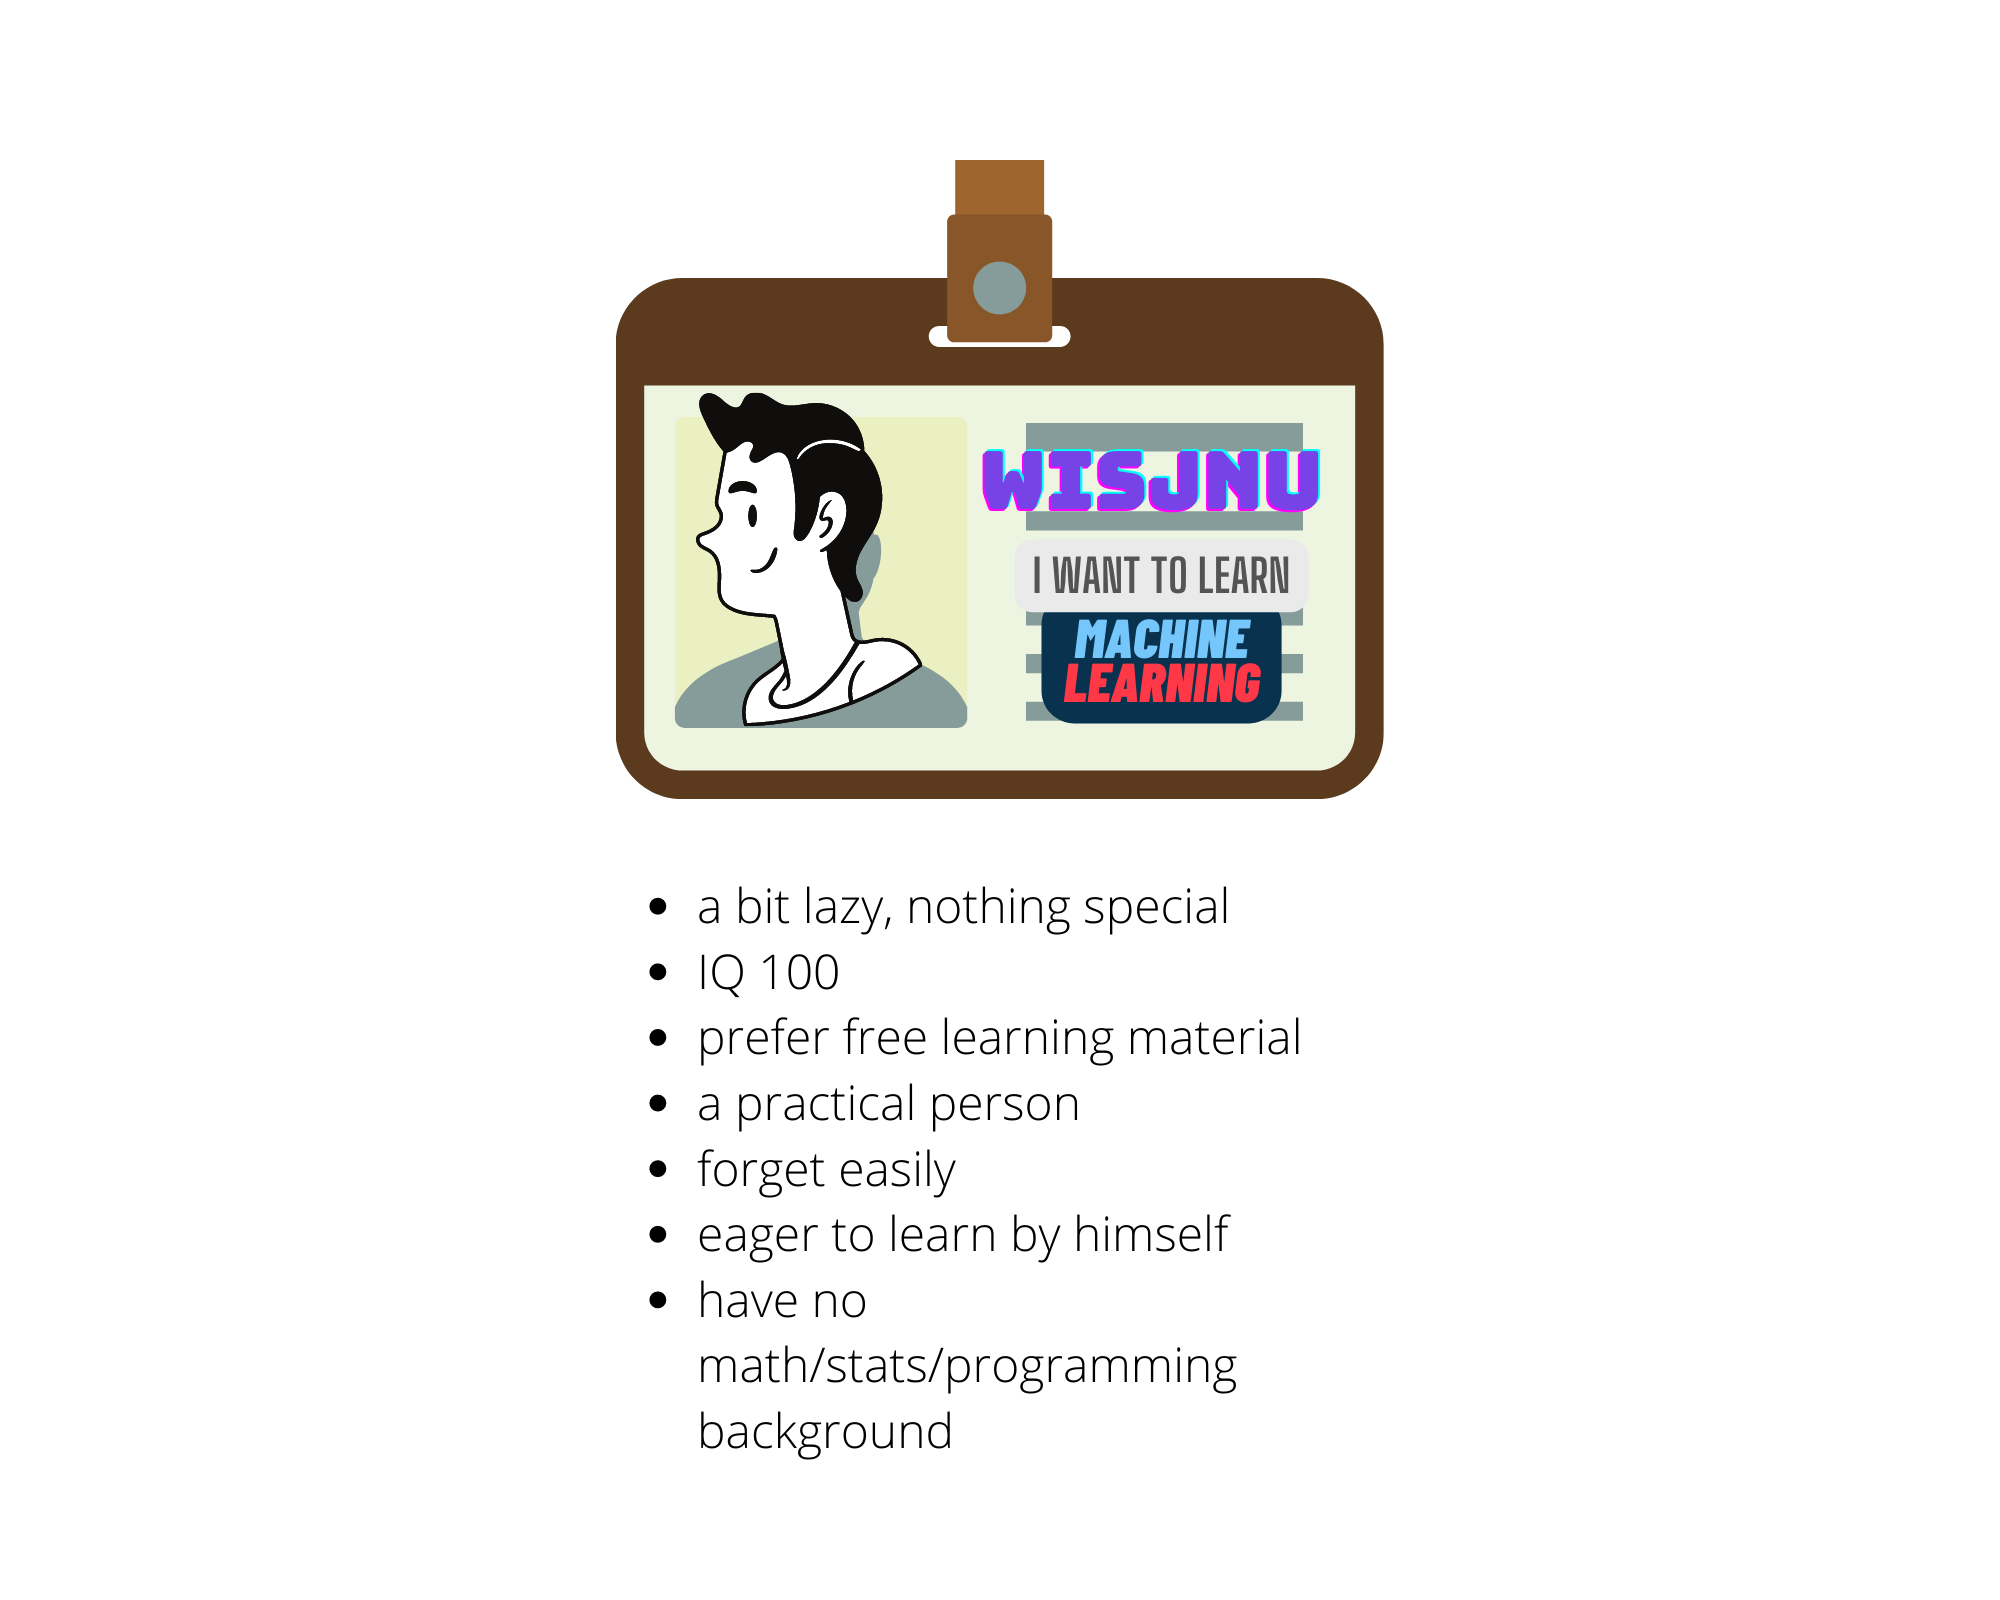 WISJNU
I WANT TO LEARN
MACHINE
LEARNING
• a bit lazy, nothing special
• IQ 100
• prefer free learning material
• a practical person
• forget easily
• eager to learn by himself
• have no
math/stats/programming
background